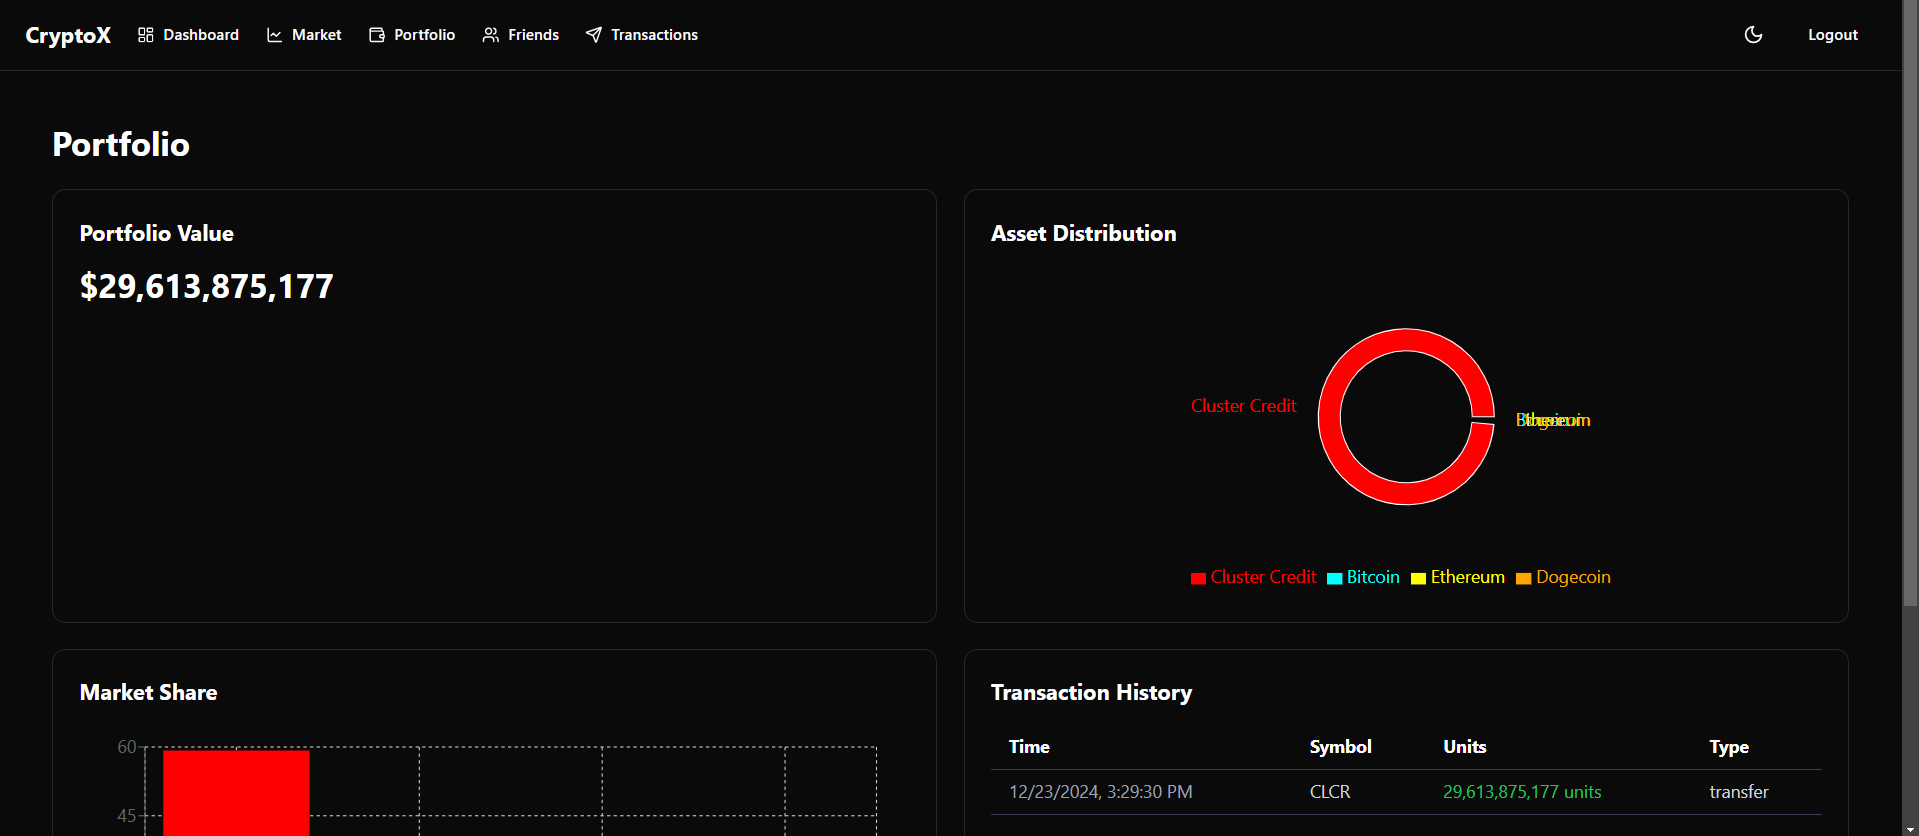 CryptoX Dashboard Market Portfolio Friends Transactions Logout
Portfolio
Portfolio Value
$29,613,875,177
Asset Distribution
Cluster Credit
Cluster Credit Bitcoin Ethereum Dogecoin
Market Share
60
45
Transaction History
Time Symbol Units Type
12/23/2024, 3:29:30 PM CLCR 29,613,875,177 units transfer